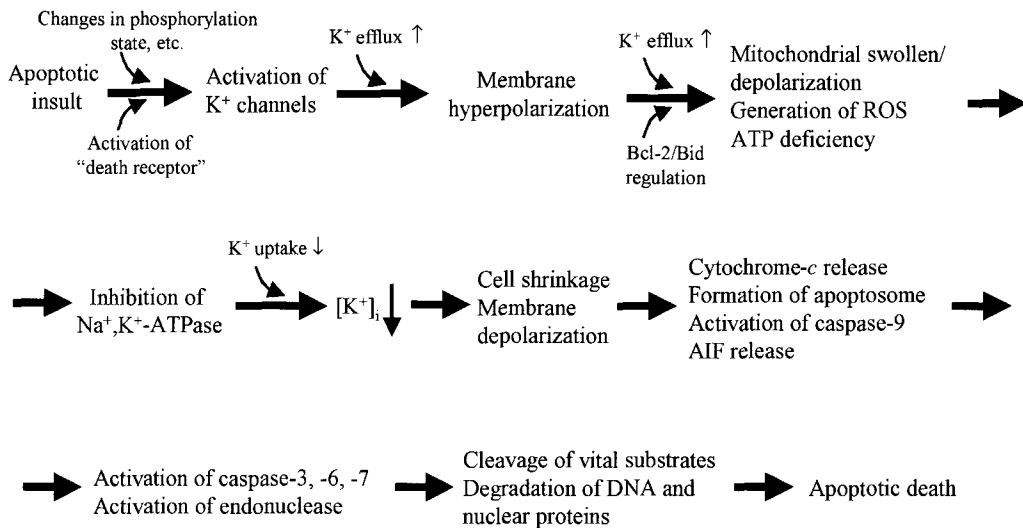 Changes in phosphorylation
state, etc.
Apoptotic
insult
Activation of
“death receptor”
Activation of
K⁺ channels
K⁺ efflux ↑
Membrane
hyperpolarization
K⁺ efflux ↑
Bcl-2/Bid
regulation
Mitochondrial swollen/
depolarization
Generation of ROS
ATP deficiency
Inhibition of
Na⁺,K⁺-ATPase
K⁺ uptake ↓
[K⁺]ᵢ
Cell shrinkage
Membrane
depolarization
Cytochrome-c release
Formation of apoptosome
Activation of caspase-9
AIF release
Activation of caspase-3, -6, -7
Activation of endonuclease
Cleavage of vital substrates
Degradation of DNA and
nuclear proteins
Apoptotic death